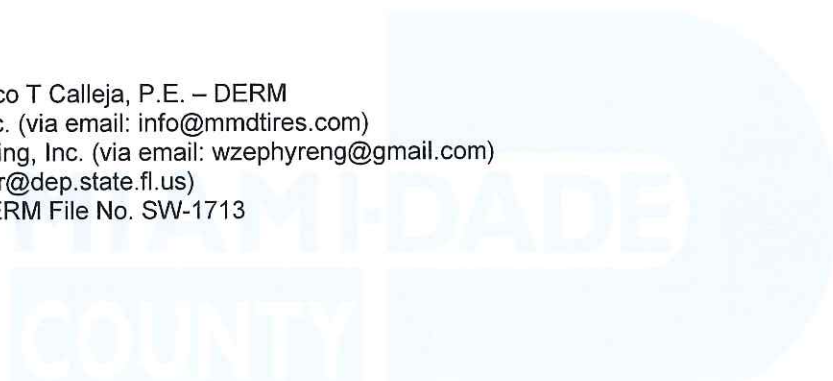 co T Calleja, P.E. – DERM
c. (via email: info@mmdtires.com)
ing, Inc. (via email: wzephyreng@gmail.com)
r@dep.state.fl.us)
ERM File No. SW-1713
MIAMI-DADE
COUNTY